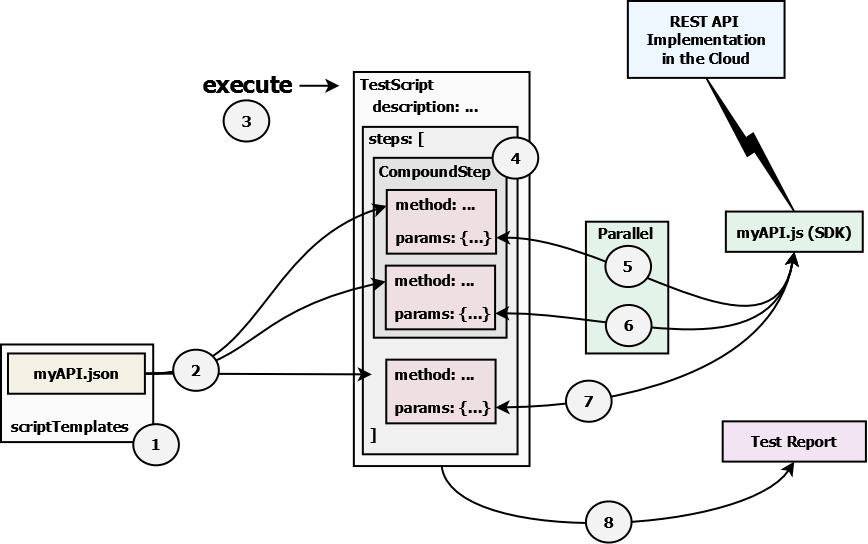 REST API
Implementation
in the Cloud
execute
3
TestScript
description: ...
steps: [
4
CompoundStep
method: ...
params: {...}
method: ...
params: {...}
method: ...
params: {...}
]
Parallel
5
6
myAPI.js (SDK)
myAPI.json
scriptTemplates
1
2
7
Test Report
8